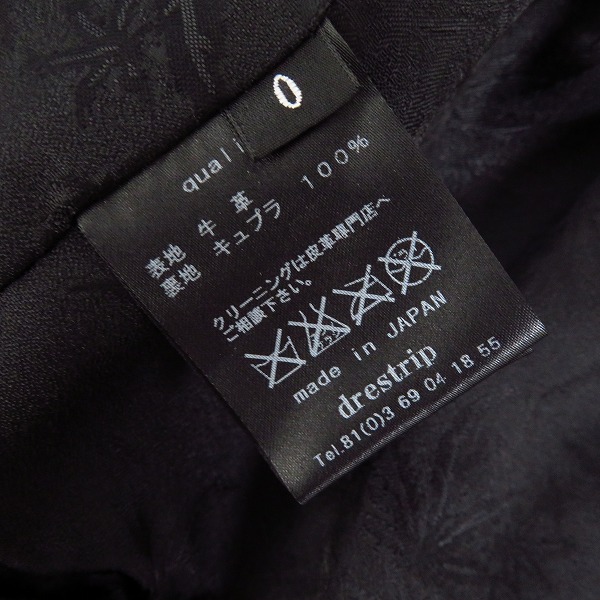 0
quali
表地 牛 革
裏地 キュプラ 100%
クリーニングは皮革専門店へ
ご相談下さい。
made in JAPAN
drestrip
Tel.81(0)3 69 04 18 55